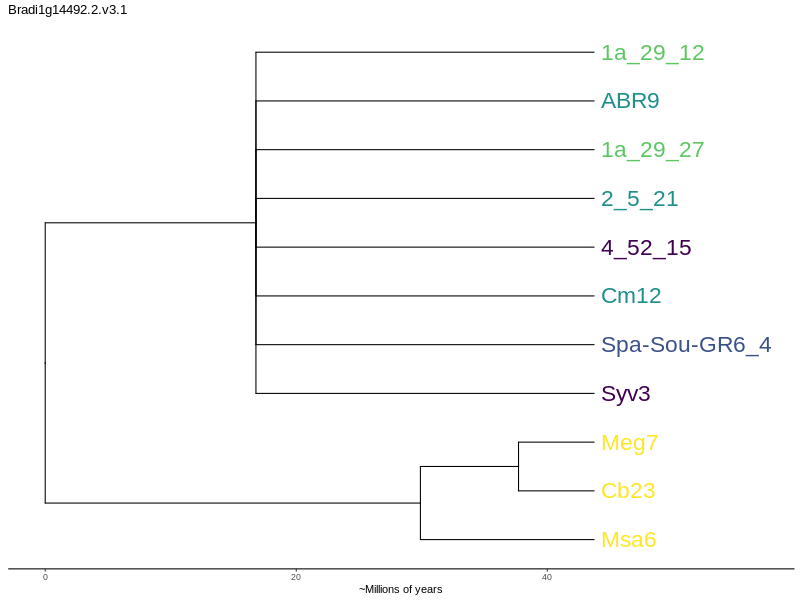 Bradi1g14492.2.v3.1
1a_29_12
ABR9
1a_29_27
2_5_21
4_52_15
Cm12
Spa-Sou-GR6_4
Syv3
Meg7
Cb23
Msa6
0 20 40
~Millions of years